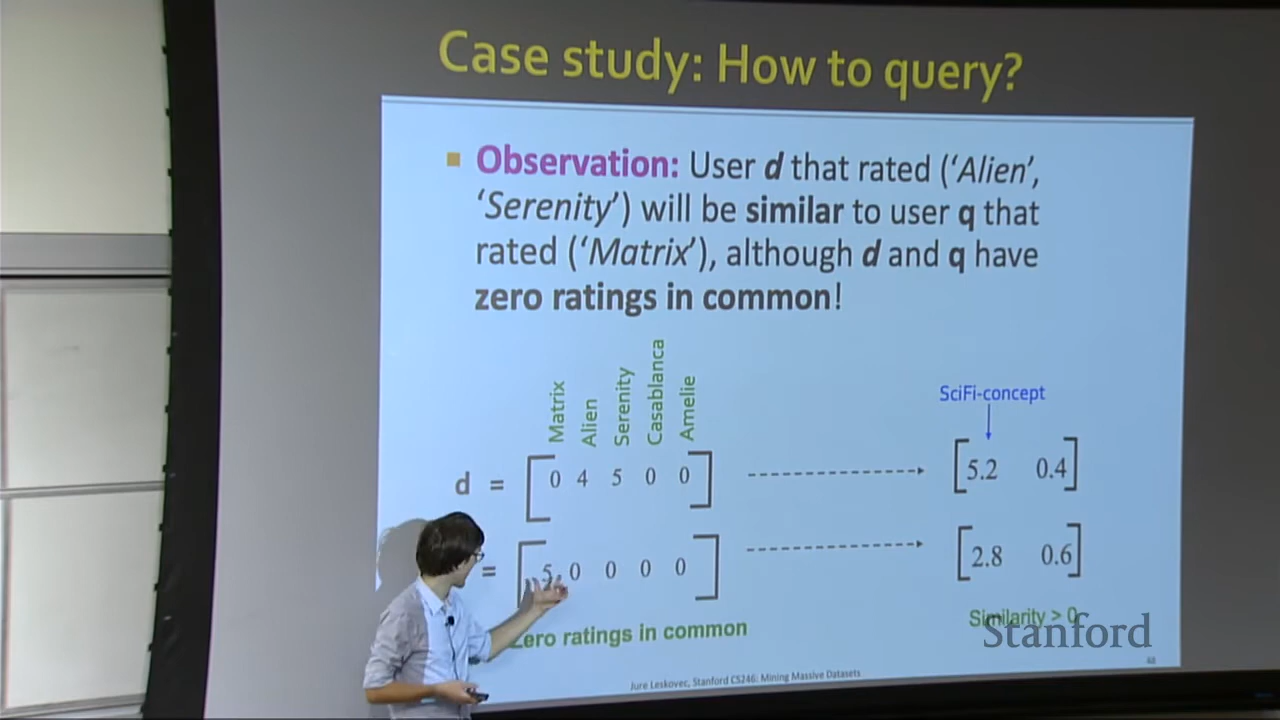 Case study: How to query?
Observation: User d that rated ('Alien',
'Serenity') will be similar to user q that
rated ('Matrix'), although d and q have
zero ratings in common!
Matrix
Alien
Serenity
Casablanca
Amelie
SciFi-concept
d = [0 4 5 0 0]
[5.2 0.4]
= [5 0 0 0 0]
[2.8 0.6]
Zero ratings in common
Similarity > 0
Stanford
Jure Leskovec, Stanford CS246: Mining Massive Datasets